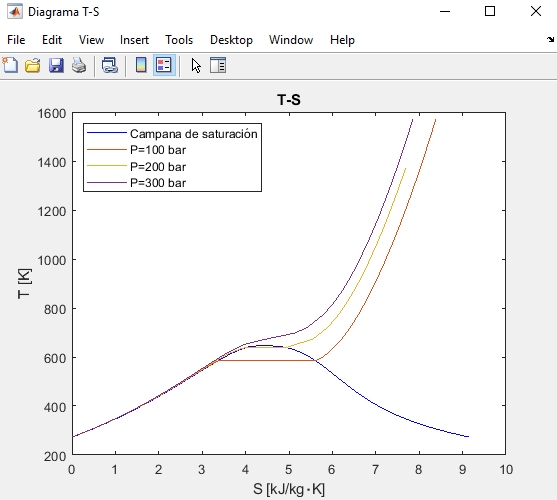 Diagrama T-S
File Edit View Insert Tools Desktop Window Help
T-S
Campana de saturación
P=100 bar
P=200 bar
P=300 bar
1600
1400
1200
1000
800
600
400
200
T [K]
0 1 2 3 4 5 6 7 8 9 10
S [kJ/kg·K]